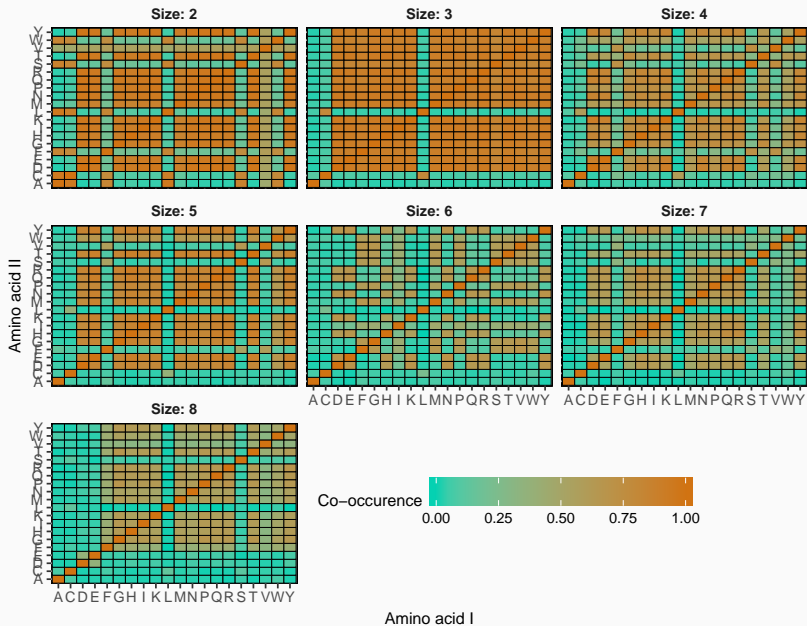 Size: 2
Size: 3
Size: 4
Y
W
V
T
S
R
Q
P
N
M
L
K
I
H
G
F
E
D
C
A
Size: 5
Size: 6
Size: 7
Y
W
V
T
S
R
Q
P
N
M
L
K
I
H
G
F
E
D
C
A
A C D E F G H I K L M N P Q R S T V W Y
A C D E F G H I K L M N P Q R S T V W Y
Size: 8
Y
W
V
T
S
R
Q
P
N
M
L
K
I
H
G
F
E
D
C
A
A C D E F G H I K L M N P Q R S T V W Y
Amino acid II
Amino acid I
Co-occurence
0.00 0.25 0.50 0.75 1.00